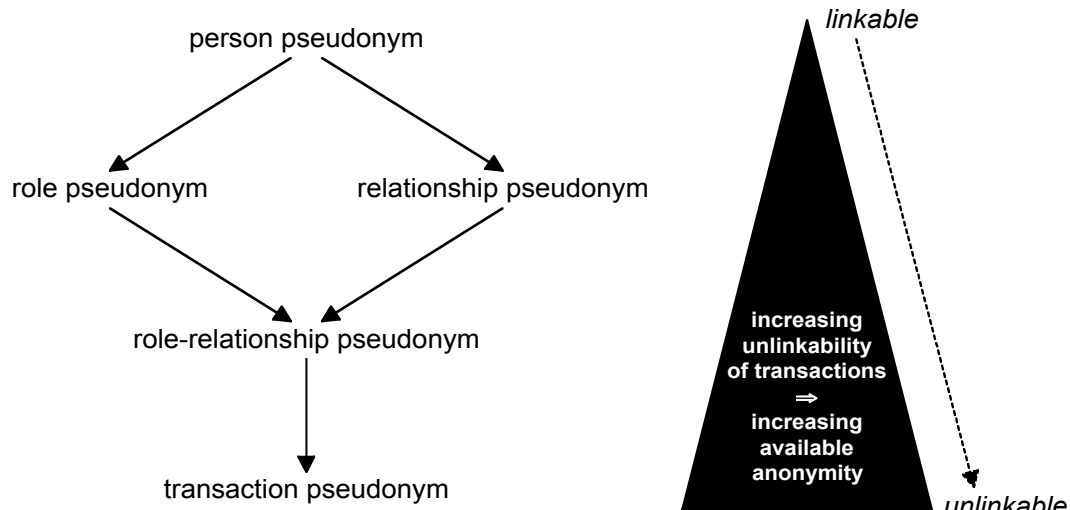 person pseudonym
role pseudonym
relationship pseudonym
role-relationship pseudonym
transaction pseudonym
linkable
increasing
unlinkability
of transactions
⇒
increasing
available
anonymity
unlinkable